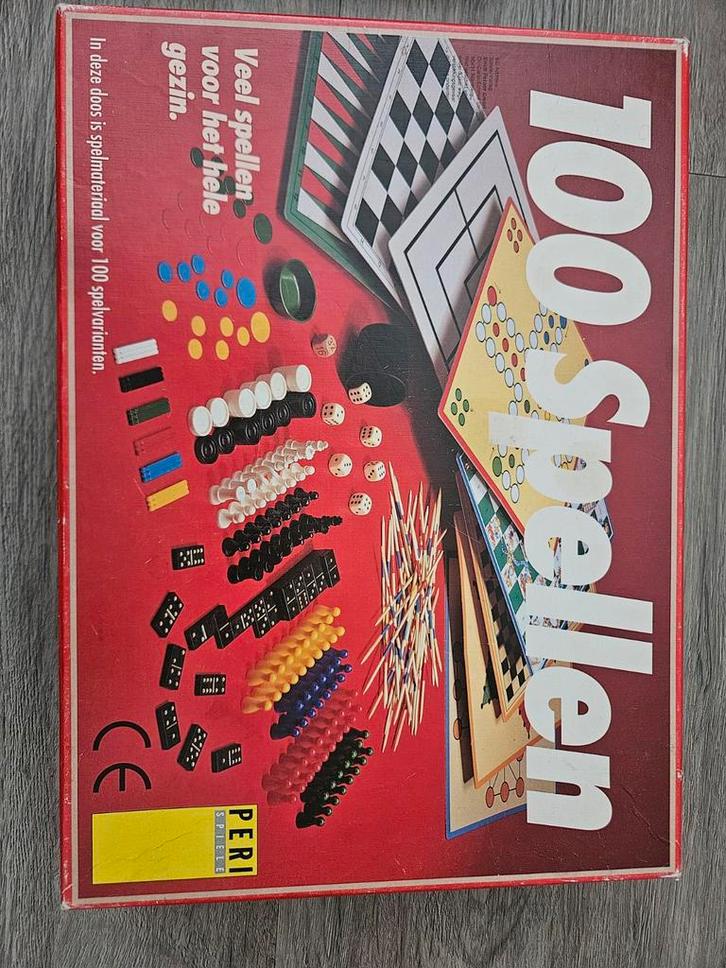 100 Spellen
Veel spellen
voor het hele
gezin.
In deze doos is spelmateriaal voor 100 spelvarianten.
CE
PERI
SPIELE